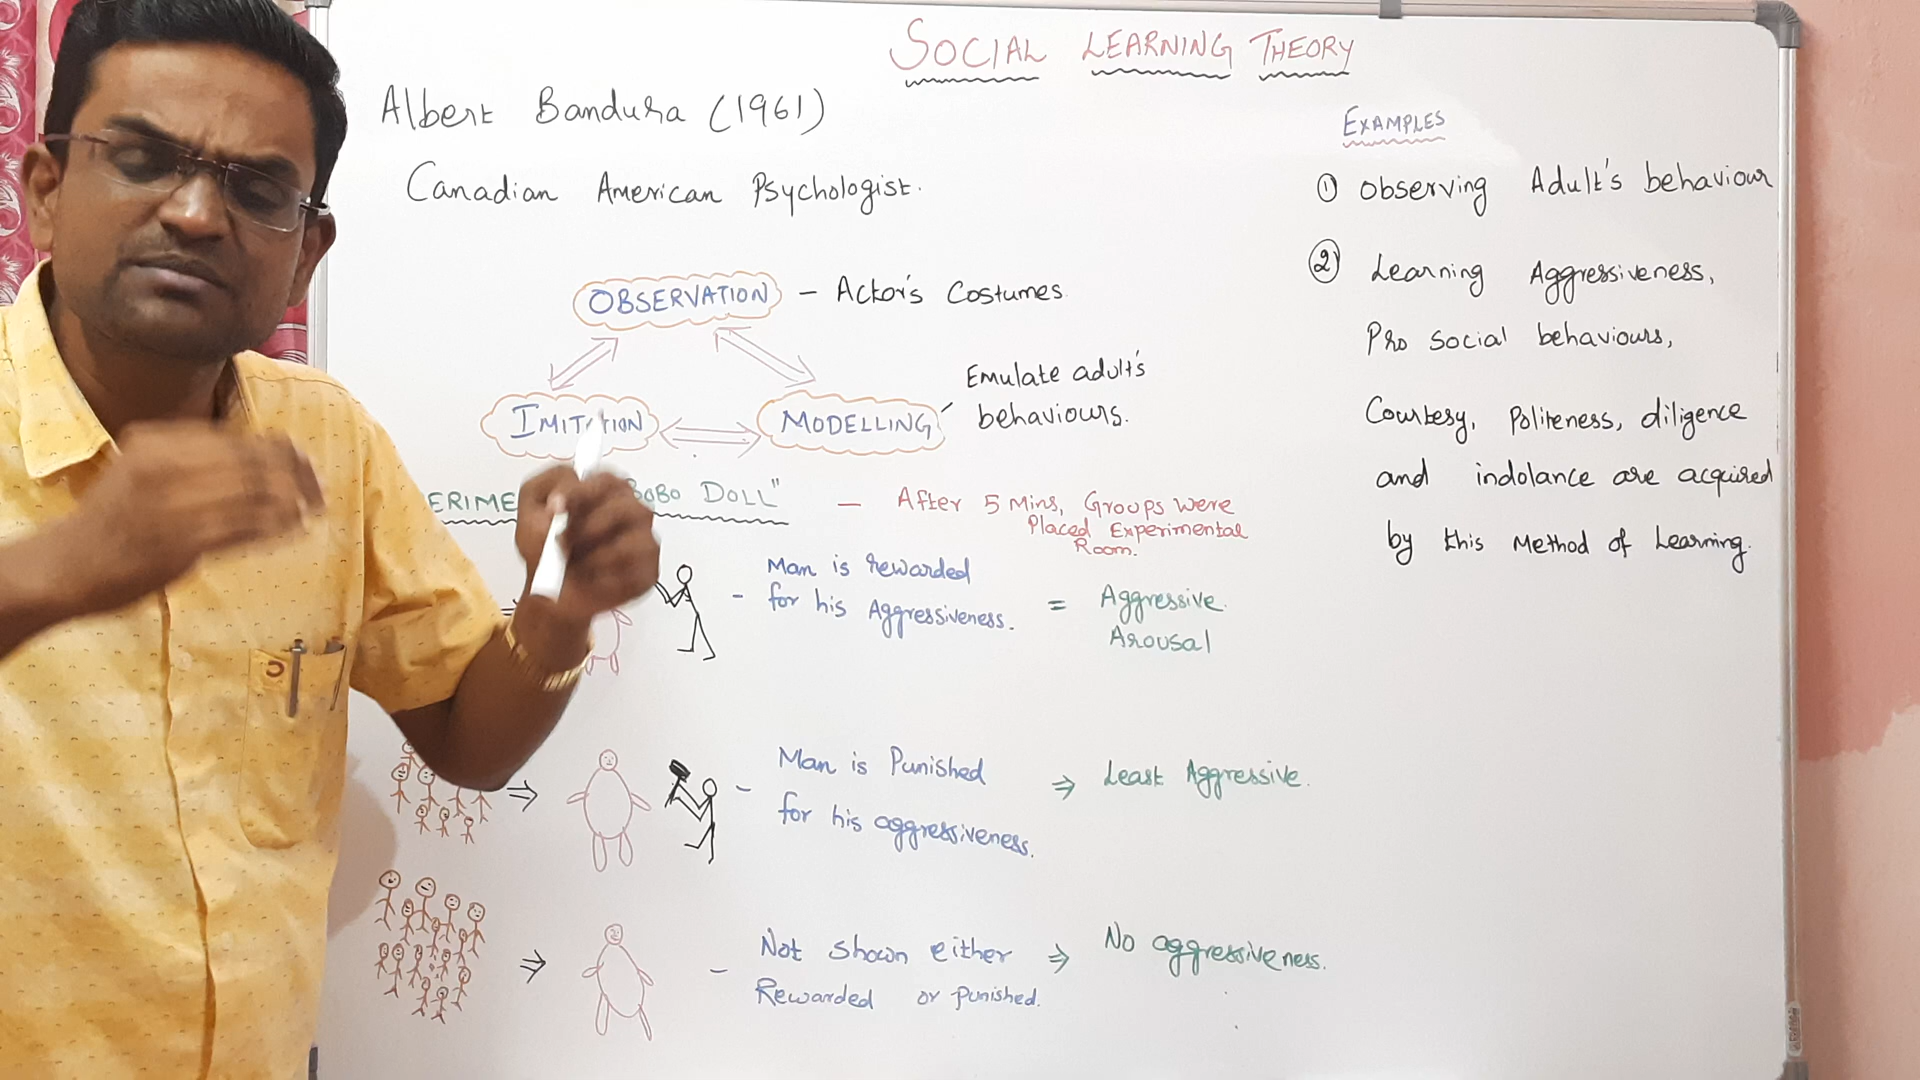 SOCIAL LEARNING THEORY
Albert Bandura (1961)
Canadian American Psychologist.
OBSERVATION - Actor's Costumes.
IMITATION
MODELLING
Emulate adult's
behaviours.
BOBO DOLL" - After 5 Mins, Groups were
Placed Experimental
Room.
- Man is rewarded
for his Aggressiveness. = Aggressive
Arousal
⇒ - Man is Punished
for his aggressiveness. ⇒ Least Aggressive.
⇒ - Not shown either
Rewarded or punished. ⇒ No aggressiveness.
EXAMPLES
① Observing Adult's behaviour
② Learning Aggressiveness,
Pro social behaviours,
Courtesy, Politeness, diligence
and indolance are acquired
by this Method of Learning.